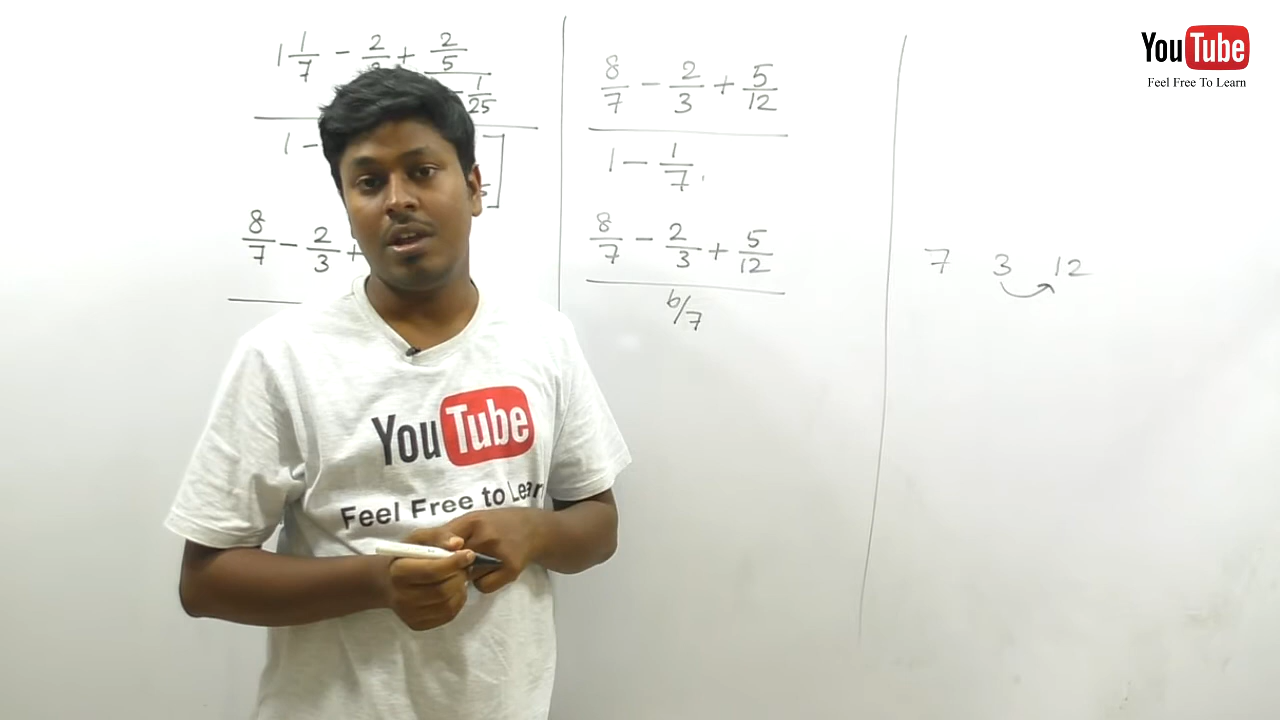 1 1/7 - 2/3 + 2/5
- 1/25
1 -
5 ]
8/7 - 2/3 +
8/7 - 2/3 + 5/12
1 - 1/7
8/7 - 2/3 + 5/12
6/7
7 3 12
YouTube
Feel Free To Learn
YouTube
Feel Free to Learn